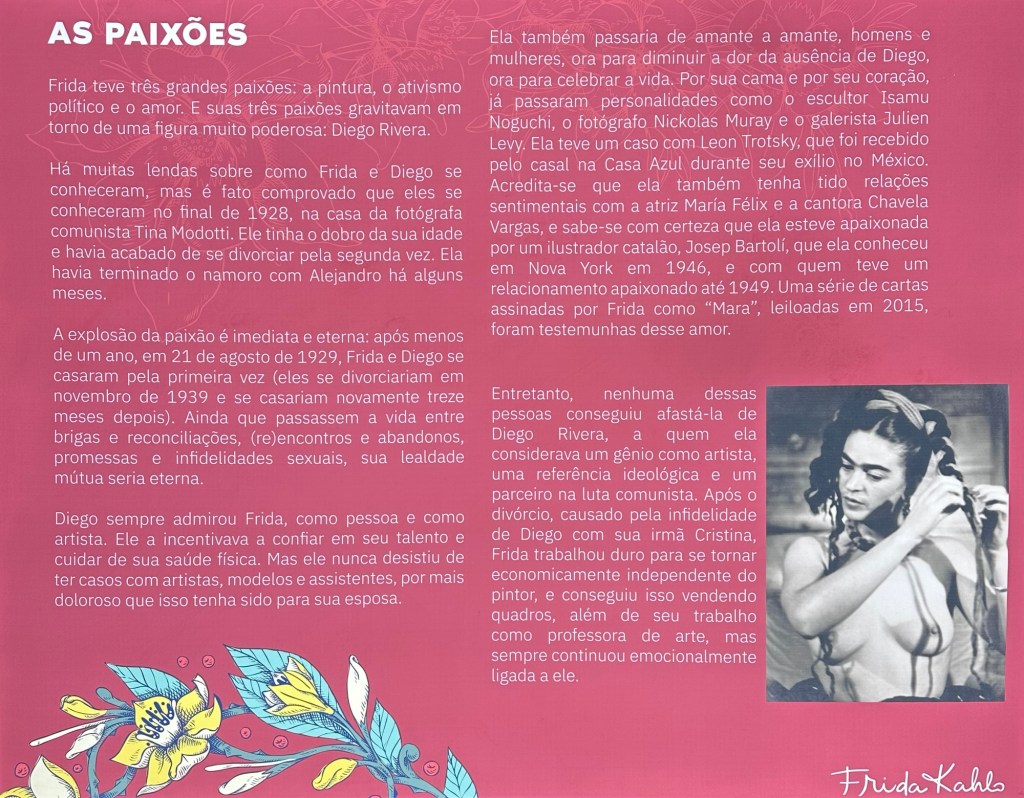 AS PAIXÕES
Frida teve três grandes paixões: a pintura, o ativismo
político e o amor. E suas três paixões gravitavam em
torno de uma figura muito poderosa: Diego Rivera.
Há muitas lendas sobre como Frida e Diego se
conheceram, mas é fato comprovado que eles se
conheceram no final de 1928, na casa da fotógrafa
comunista Tina Modotti. Ele tinha o dobro da sua idade
e havia acabado de se divorciar pela segunda vez. Ela
havia terminado o namoro com Alejandro há alguns
meses.
A explosão da paixão é imediata e eterna: após menos
de um ano, em 21 de agosto de 1929, Frida e Diego se
casaram pela primeira vez (eles se divorciariam em
novembro de 1939 e se casariam novamente treze
meses depois). Ainda que passassem a vida entre
brigas e reconciliações, (re)encontros e abandonos,
promessas e infidelidades sexuais, sua lealdade
mútua seria eterna.
Diego sempre admirou Frida, como pessoa e como
artista. Ele a incentivava a confiar em seu talento e
cuidar de sua saúde física. Mas ele nunca desistiu de
ter casos com artistas, modelos e assistentes, por mais
doloroso que isso tenha sido para sua esposa.
Ela também passaria de amante a amante, homens e
mulheres, ora para diminuir a dor da ausência de Diego,
ora para celebrar a vida. Por sua cama e por seu coração,
já passaram personalidades como o escultor Isamu
Noguchi, o fotógrafo Nickolas Muray e o galerista Julien
Levy. Ela teve um caso com Leon Trotsky, que foi recebido
pelo casal na Casa Azul durante seu exílio no México.
Acredita-se que ela também tenha tido relações
sentimentais com a atriz María Félix e a cantora Chavela
Vargas, e sabe-se com certeza que ela esteve apaixonada
por um ilustrador catalão, Josep Bartolí, que ela conheceu
em Nova York em 1946, e com quem teve um
relacionamento apaixonado até 1949. Uma série de cartas
assinadas por Frida como “Mara”, leiloadas em 2015,
foram testemunhas desse amor.
Entretanto, nenhuma dessas
pessoas conseguiu afastá-la de
Diego Rivera, a quem ela
considerava um gênio como artista,
uma referência ideológica e um
parceiro na luta comunista. Após o
divórcio, causado pela infidelidade
de Diego com sua irmã Cristina,
Frida trabalhou duro para se tornar
economicamente independente do
pintor, e conseguiu isso vendendo
quadros, além de seu trabalho
como professora de arte, mas
sempre continuou emocionalmente
ligada a ele.
Frida Kahlo